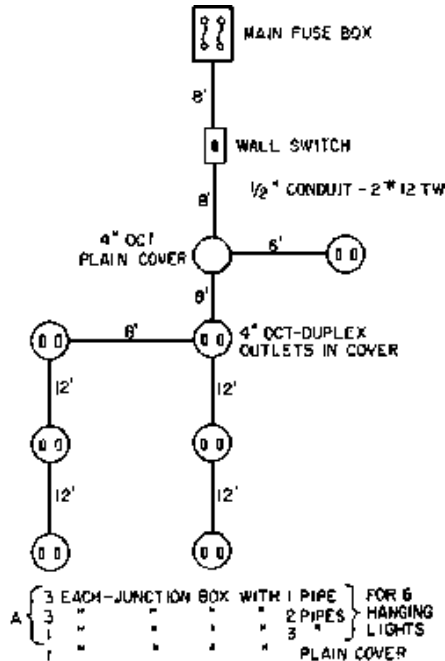 MAIN FUSE BOX
8'
WALL SWITCH
1/2" CONDUIT - 2 # 12 TW
8'
4" OCT
PLAIN COVER
6'
8'
6'
4" OCT-DUPLEX
OUTLETS IN COVER
12'
12'
12'
12'
3 EACH-JUNCTION BOX WITH 1 PIPE
3 " " " " 2 PIPES
1 " " " " 3 "
1 " " " " PLAIN COVER
A
FOR 6
HANGING
LIGHTS